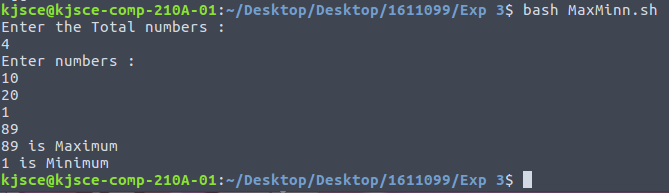 kjsce@kjsce-comp-210A-01:~/Desktop/Desktop/1611099/Exp 3$ bash MaxMinn.sh
Enter the Total numbers :
4
Enter numbers :
10
20
1
89
89 is Maximum
1 is Minimum
kjsce@kjsce-comp-210A-01:~/Desktop/Desktop/1611099/Exp 3$